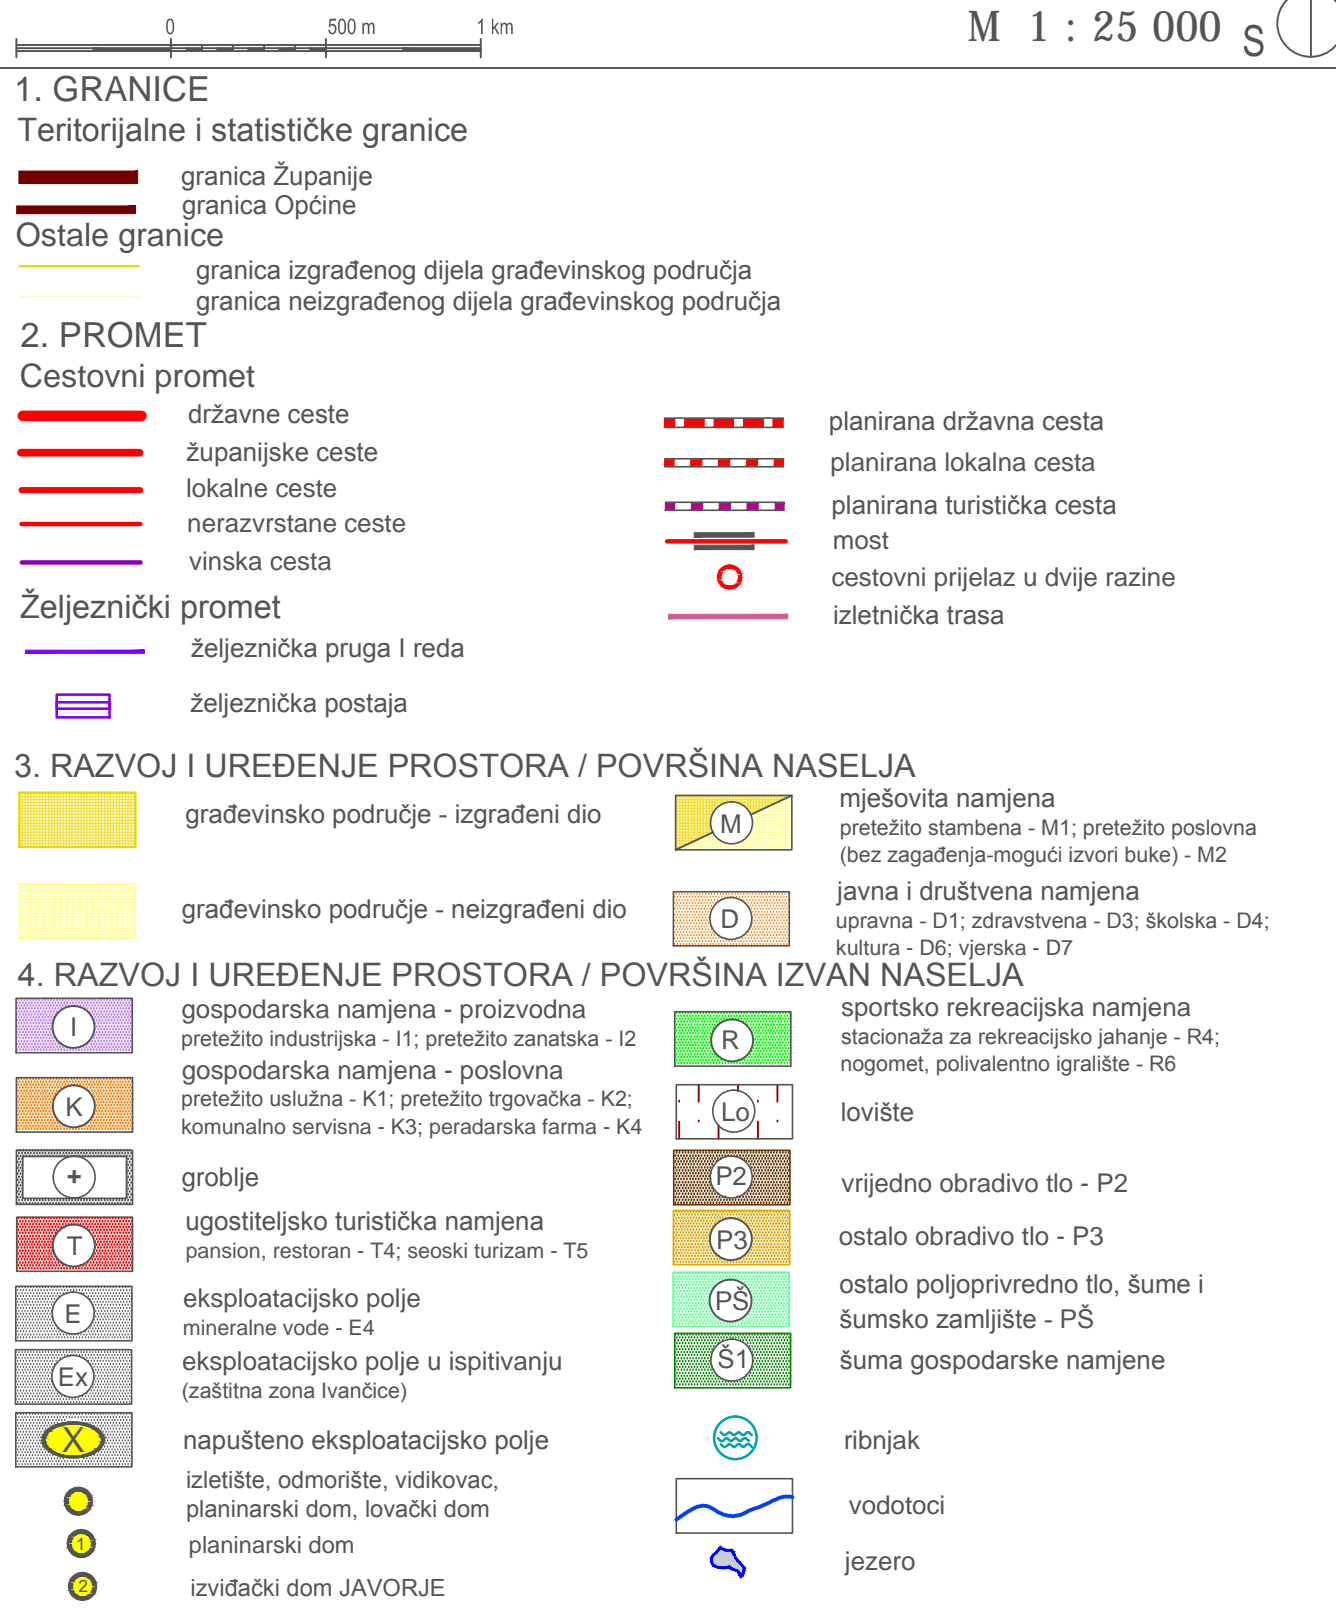 0 500 m 1 km
M 1 : 25 000 S
1. GRANICE
Teritorijalne i statističke granice
granica Županije
granica Općine
Ostale granice
granica izgrađenog dijela građevinskog područja
granica neizgrađenog dijela građevinskog područja
2. PROMET
Cestovni promet
državne ceste
županijske ceste
lokalne ceste
nerazvrstane ceste
vinska cesta
planirana državna cesta
planirana lokalna cesta
planirana turistička cesta
most
cestovni prijelaz u dvije razine
izletnička trasa
Željeznički promet
željeznička pruga I reda
željeznička postaja
3. RAZVOJ I UREĐENJE PROSTORA / POVRŠINA NASELJA
građevinsko područje - izgrađeni dio
građevinsko područje - neizgrađeni dio
M
mješovita namjena
pretežito stambena - M1; pretežito poslovna
(bez zagađenja-mogući izvori buke) - M2
D
javna i društvena namjena
upravna - D1; zdravstvena - D3; školska - D4;
kultura - D6; vjerska - D7
4. RAZVOJ I UREĐENJE PROSTORA / POVRŠINA IZVAN NASELJA
I
gospodarska namjena - proizvodna
pretežito industrijska - I1; pretežito zanatska - I2
K
gospodarska namjena - poslovna
pretežito uslužna - K1; pretežito trgovačka - K2;
komunalno servisna - K3; peradarska farma - K4
+
groblje
T
ugostiteljsko turistička namjena
pansion, restoran - T4; seoski turizam - T5
E
eksploatacijsko polje
mineralne vode - E4
Ex
eksploatacijsko polje u ispitivanju
(zaštitna zona Ivančice)
X
napušteno eksploatacijsko polje
izletište, odmorište, vidikovac,
planinarski dom, lovački dom
1
planinarski dom
2
izviđački dom JAVORJE
R
sportsko rekreacijska namjena
stacionaža za rekreacijsko jahanje - R4;
nogomet, polivalentno igralište - R6
Lo
lovište
P2
vrijedno obradivo tlo - P2
P3
ostalo obradivo tlo - P3
PŠ
ostalo poljoprivredno tlo, šume i
šumsko zamljište - PŠ
Š1
šuma gospodarske namjene
ribnjak
vodotoci
jezero